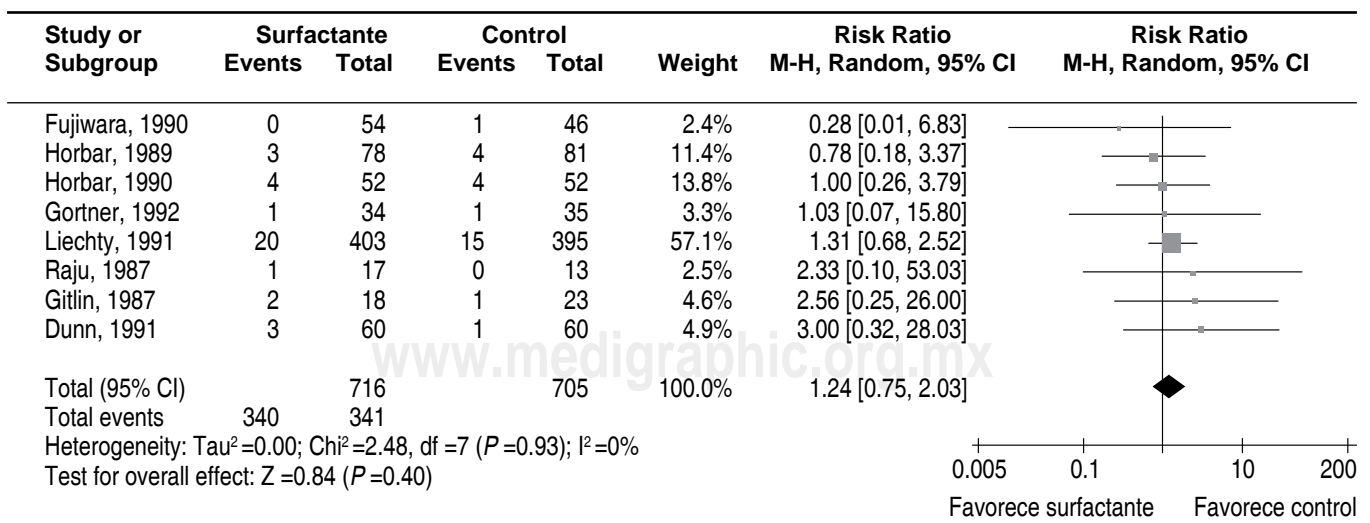 Study or Surfactante Control Risk Ratio Risk Ratio
Subgroup Events Total Events Total Weight M-H, Random, 95% CI M-H, Random, 95% CI
Fujiwara, 1990 0 54 1 46 2.4% 0.28 [0.01, 6.83]
Horbar, 1989 3 78 4 81 11.4% 0.78 [0.18, 3.37]
Horbar, 1990 4 52 4 52 13.8% 1.00 [0.26, 3.79]
Gortner, 1992 1 34 1 35 3.3% 1.03 [0.07, 15.80]
Liechty, 1991 20 403 15 395 57.1% 1.31 [0.68, 2.52]
Raju, 1987 1 17 0 13 2.5% 2.33 [0.10, 53.03]
Gitlin, 1987 2 18 1 23 4.6% 2.56 [0.25, 26.00]
Dunn, 1991 3 60 1 60 4.9% 3.00 [0.32, 28.03]
www.medigraphic.org.mx
Total (95% CI) 716 705 100.0% 1.24 [0.75, 2.03]
Total events 340 341
Heterogeneity: Tau²=0.00; Chi²=2.48, df =7 (P =0.93); I²=0%
Test for overall effect: Z =0.84 (P =0.40)
0.005 0.1 10 200
Favorece surfactante Favorece control